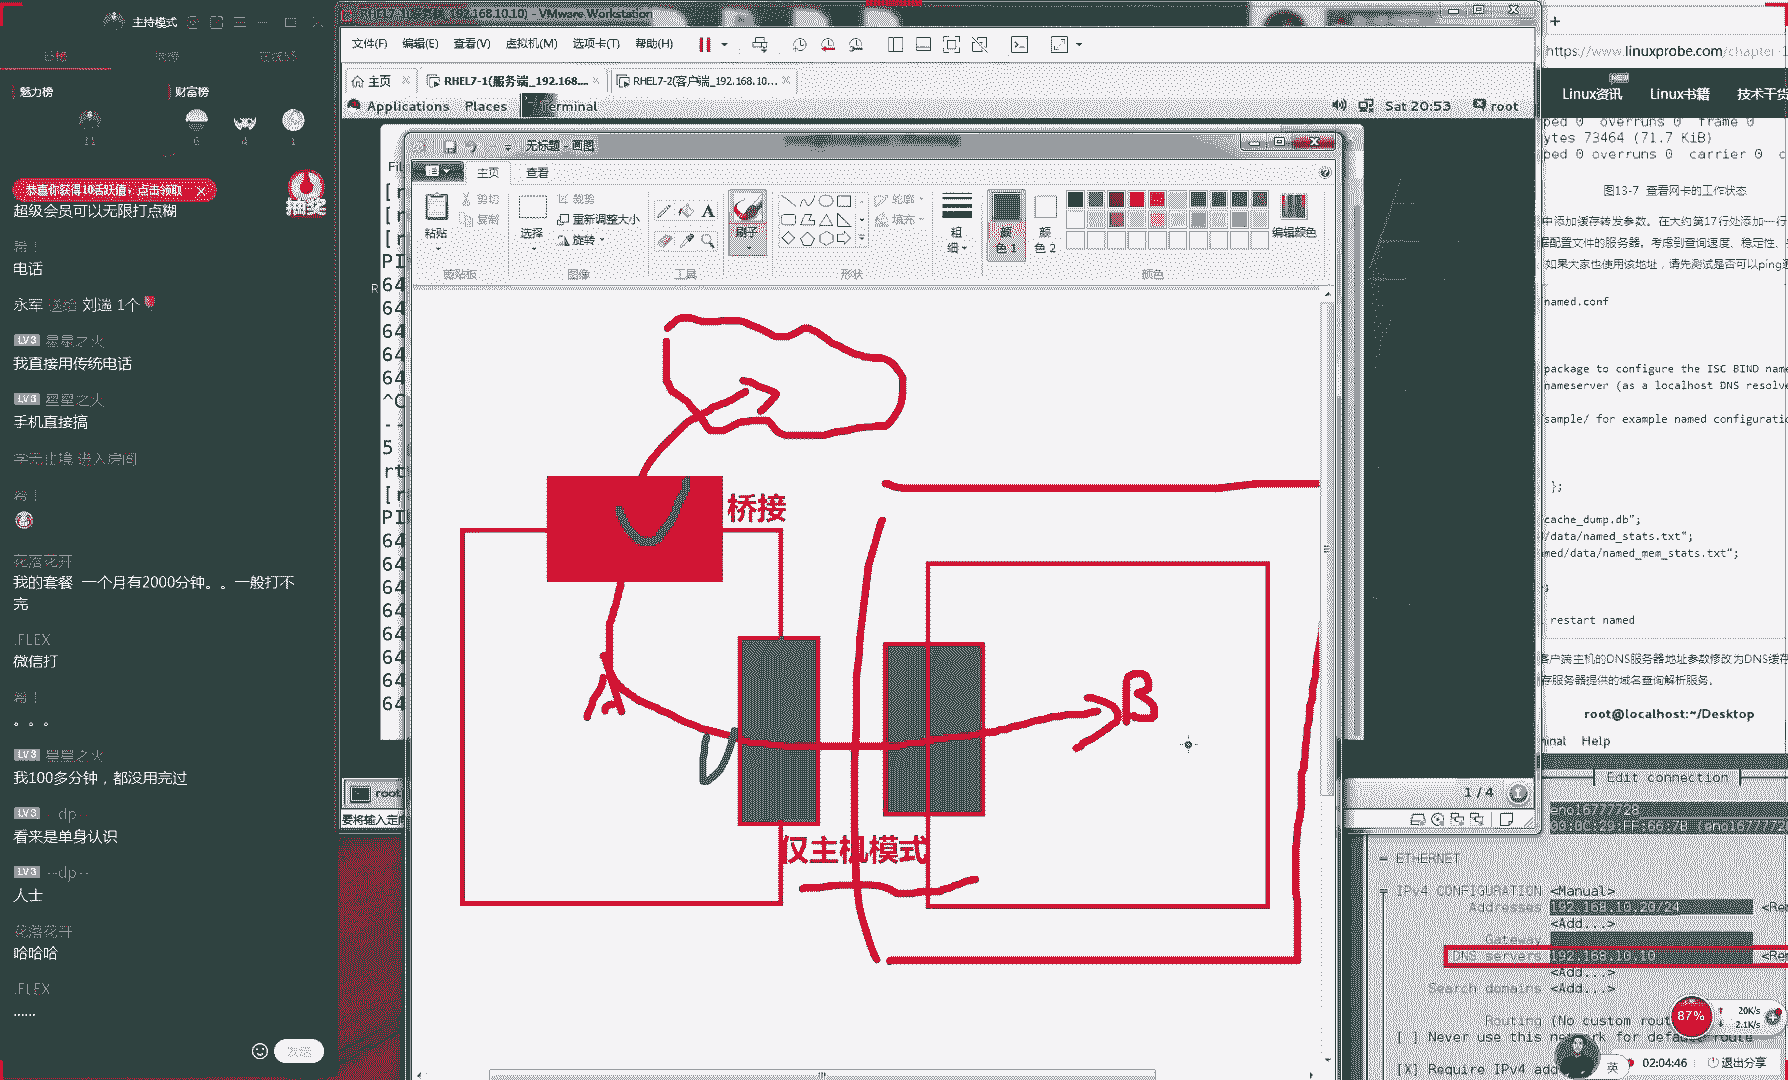 主持模式
魅力榜
财富榜
11
6
4
1
恭喜你获得10活跃值，点击领取
抽奖
超级会员可以无限打点糊
电话
永军 送给 刘遄 1个
LV3 星星之火
我直接用传统电话
LV3 星星之火
手机直接搞
学无止境 进入房间
花落花开
我的套餐 一个月有2000分钟。。一般打不
完
.FLEX
微信打
。。。
LV3 星星之火
我100多分钟，都没用完过
LV3 --dp--
看来是单身认识
LV3 --dp--
人士
花落花开
哈哈哈
.FLEX
......
发送
RHEL7-1(服务端_192.168.10.10) - VMware Workstation
文件(F) 编辑(E) 查看(V) 虚拟机(M) 选项卡(T) 帮助(H)
主页
RHEL7-1(服务端_192.168....
RHEL7-2(客户端_192.168.10...
Applications Places Terminal
Sat 20:53 root
无标题 - 画图
主页 查看
粘贴
剪切
复制
剪贴板
选择
裁剪
重新调整大小
旋转
图像
工具
刷子
形状
轮廓
填充
粗细
颜色 1
颜色 2
颜色
编辑颜色
桥接
A
B
仅主机模式
root
1 / 4
https://www.linuxprobe.com/chapter-1
Linux资讯 Linux书籍 技术干货
ped 0 overruns 0 frame 0
ytes 73464 (71.7 KiB)
ped 0 overruns 0 carrier 0 c
图13-7 查看网卡的工作状态
中添加缓存转发参数。在大约第17行处添加一行
配置文件的服务器。考虑到查询速度、稳定性、
如果大家也使用该地址，请先测试是否可以ping通
named.conf
package to configure the ISC BIND name
nameserver (as a localhost DNS resolve
sample/ for example named configuratio
};
cache_dump.db";
/data/named_stats.txt";
med/data/named_mem_stats.txt";
restart named
客户端主机的DNS服务器地址参数修改为DNS缓存
存服务器提供的域名查询解析服务。
root@localhost:~/Desktop
inal Help
Edit connection
eno16777728
00:0C:29:FF:66:7B (eno1677772
ETHERNET
IPv4 CONFIGURATION <Manual>
Addresses 192.168.10.20/24 <Re
<Add...>
Gateway
DNS servers 192.168.10.10 <Re
<Add...>
Search domains <Add...>
Routing (No custom rout
[ ] Never use this network for default route
[X] Require IPv4 add
87%
20K/s
2.1K/s
英
02:04:46
退出分享